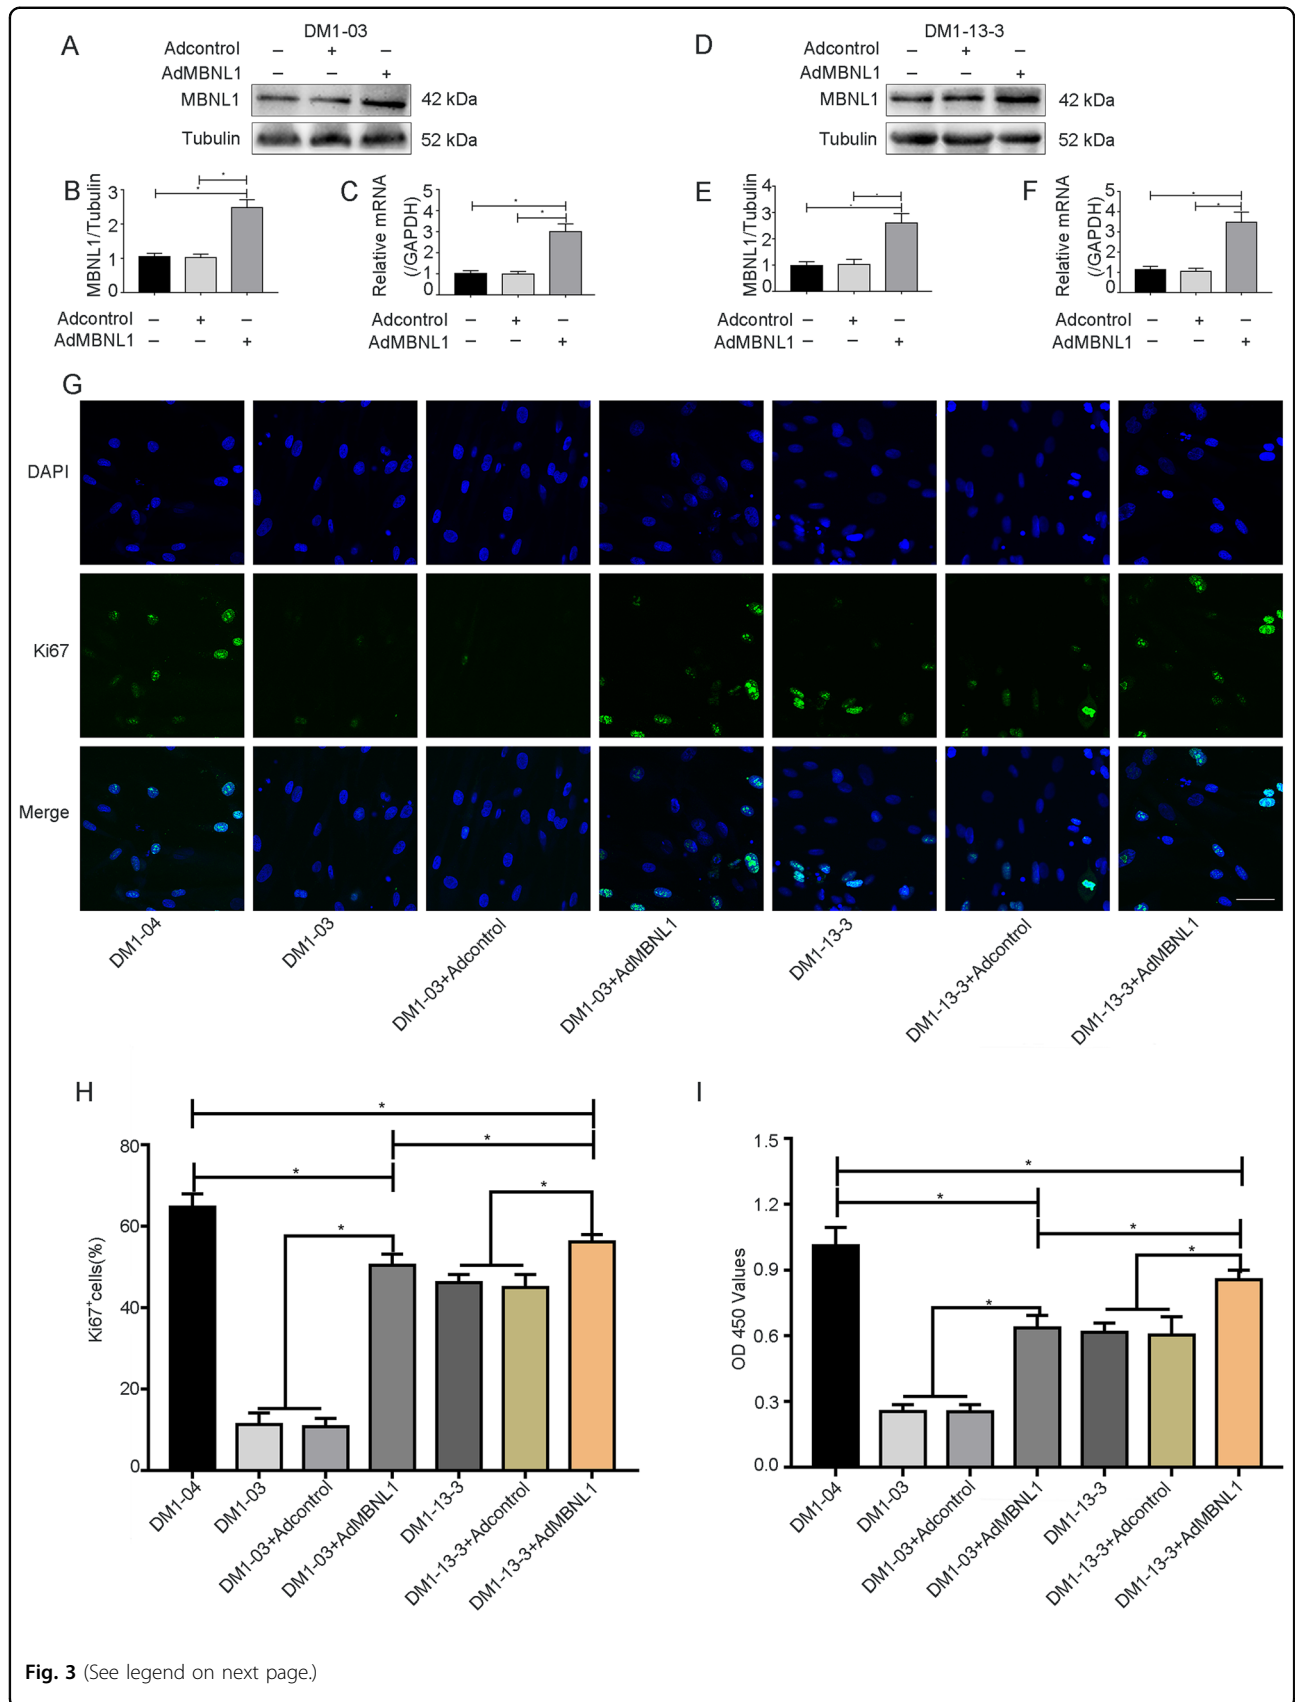 A
DM1-03
Adcontrol − + −
AdMBNL1 − − +
MBNL1 42 kDa
Tubulin 52 kDa
D
DM1-13-3
Adcontrol − + −
AdMBNL1 − − +
MBNL1 42 kDa
Tubulin 52 kDa
B
MBNL1/Tubulin
3
2
1
0
* *
Adcontrol − + −
AdMBNL1 − − +
C
Relative mRNA
(/GAPDH)
5
4
3
2
1
0
* *
Adcontrol − + −
AdMBNL1 − − +
E
MBNL1/Tubulin
4
3
2
1
0
* *
Adcontrol − + −
AdMBNL1 − − +
F
Relative mRNA
(/GAPDH)
5
4
3
2
1
0
* *
Adcontrol − + −
AdMBNL1 − − +
G
DAPI
Ki67
Merge
DM1-04
DM1-03
DM1-03+Adcontrol
DM1-03+AdMBNL1
DM1-13-3
DM1-13-3+Adcontrol
DM1-13-3+AdMBNL1
H
Ki67+cells(%)
80
60
40
20
0
* * * * *
DM1-04
DM1-03
DM1-03+Adcontrol
DM1-03+AdMBNL1
DM1-13-3
DM1-13-3+Adcontrol
DM1-13-3+AdMBNL1
I
OD 450 Values
1.5
1.2
0.9
0.6
0.3
0.0
* * * * *
DM1-04
DM1-03
DM1-03+Adcontrol
DM1-03+AdMBNL1
DM1-13-3
DM1-13-3+Adcontrol
DM1-13-3+AdMBNL1
Fig. 3 (See legend on next page.)